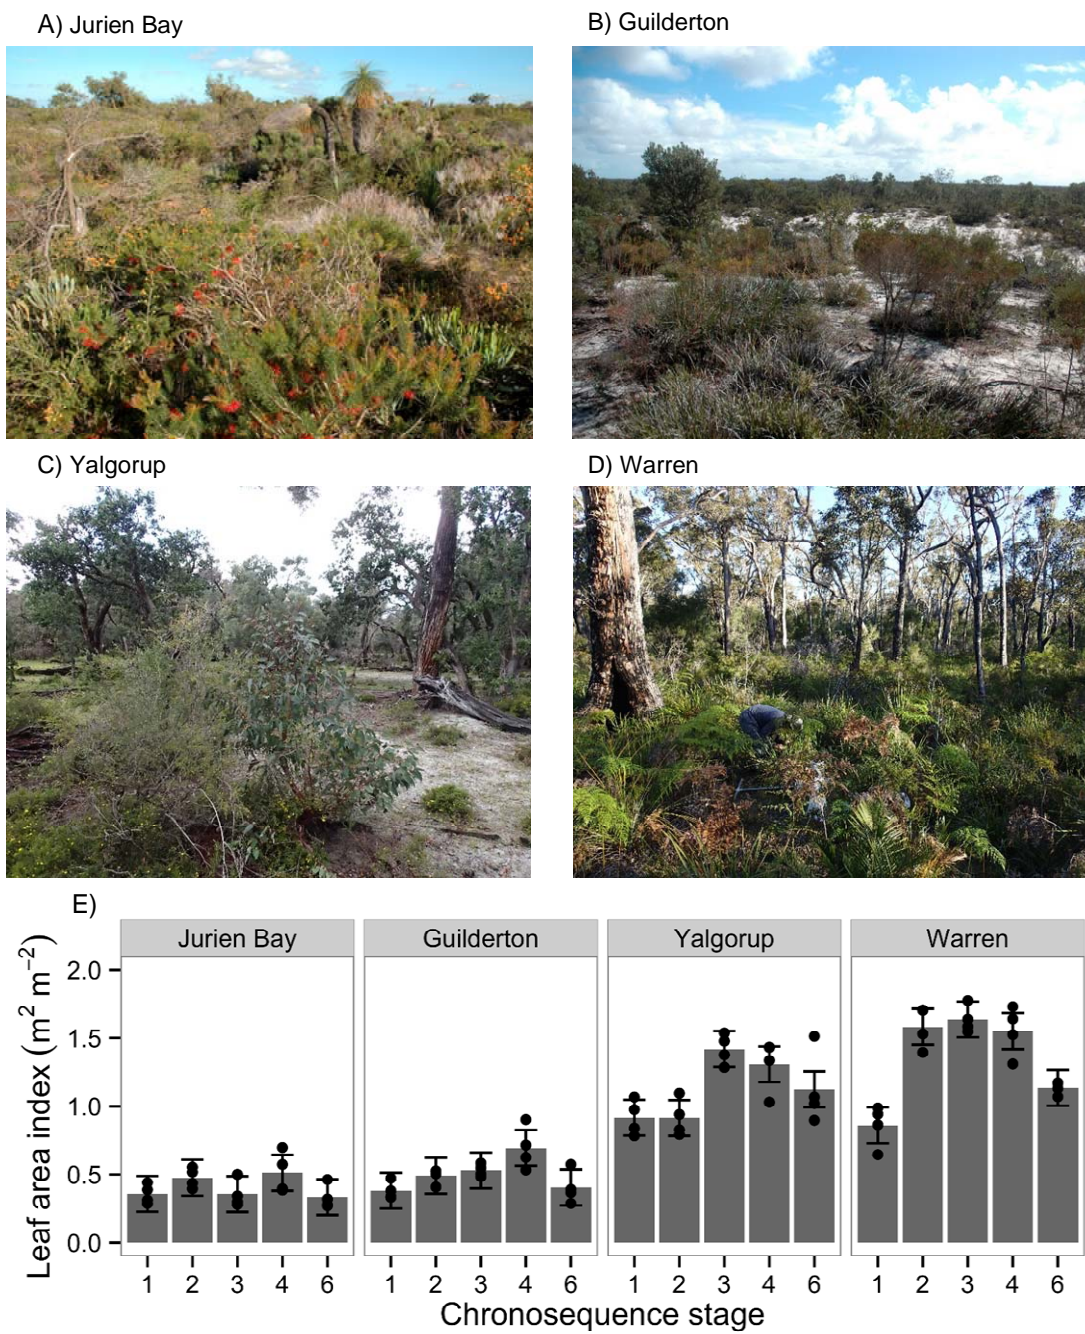 A) Jurien Bay
B) Guilderton
C) Yalgorup
D) Warren
E)
Jurien Bay
Guilderton
Yalgorup
Warren
Leaf area index (m² m⁻²)
2.0
1.5
1.0
0.5
0.0
1 2 3 4 6
1 2 3 4 6
1 2 3 4 6
1 2 3 4 6
Chronosequence stage